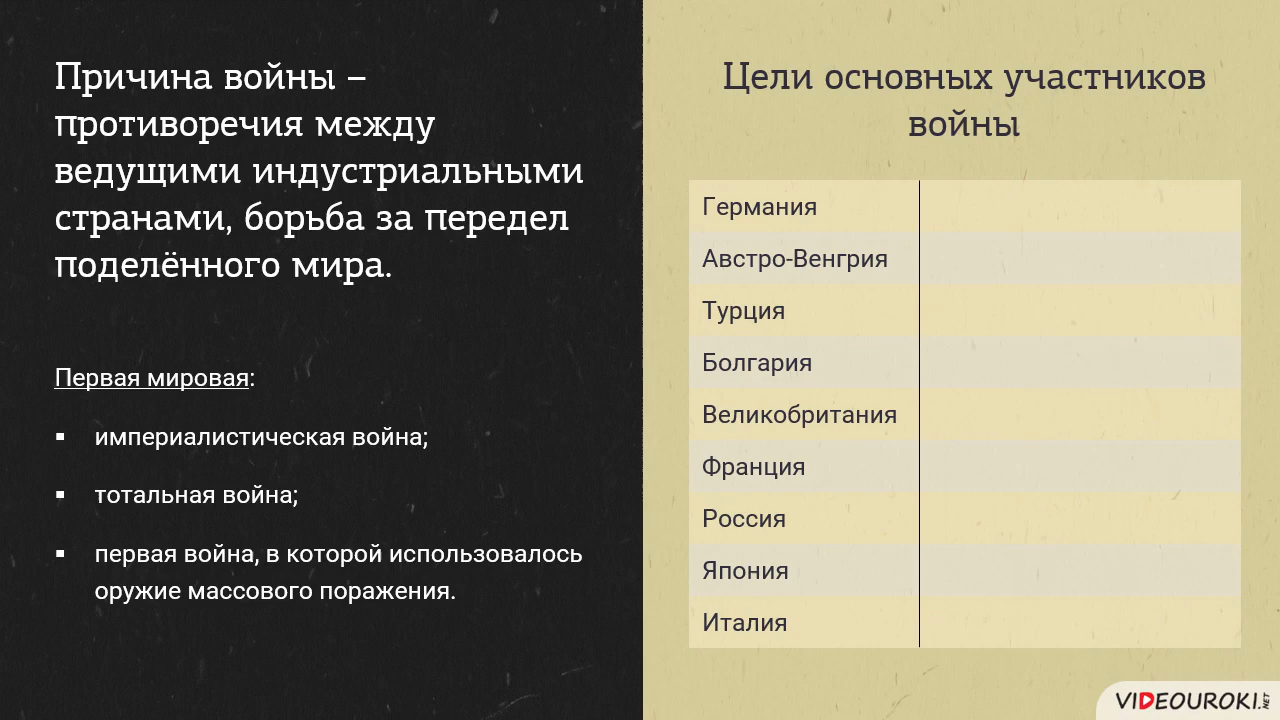 Причина войны –
противоречия между
ведущими индустриальными
странами, борьба за передел
поделённого мира.
Первая мировая:
▪ империалистическая война;
▪ тотальная война;
▪ первая война, в которой использовалось
оружие массового поражения.
Цели основных участников
войны
Германия
Австро-Венгрия
Турция
Болгария
Великобритания
Франция
Россия
Япония
Италия
VIDEOUROKI.NET